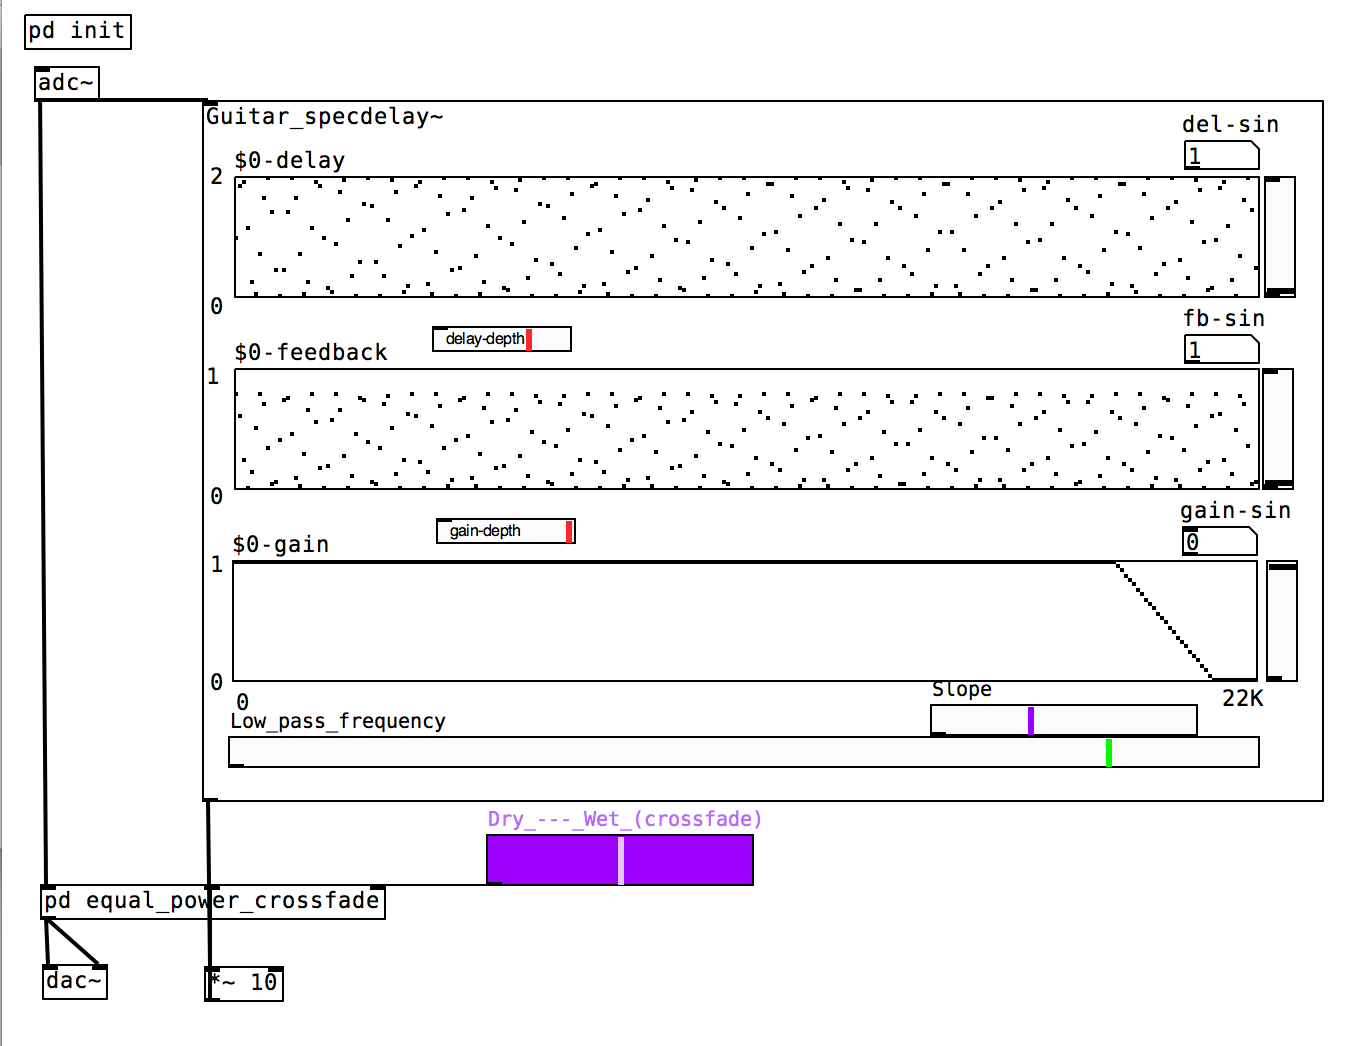 pd init
adc~
Guitar_specdelay~
del-sin
1
$0-delay
2
0
delay-depth
fb-sin
1
$0-feedback
1
0
gain-depth
gain-sin
0
$0-gain
1
0
0
Slope
22K
Low_pass_frequency
Dry_---_Wet_(crossfade)
pd equal_power_crossfade
dac~
*~ 10